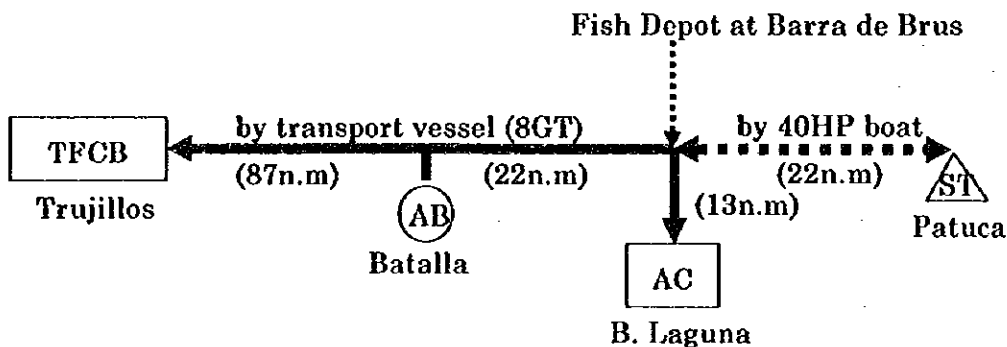 Fish Depot at Barra de Brus
by transport vessel (8GT)
by 40HP boat
TFCB
(87n.m)
(22n.m)
(22n.m)
ST
Trujillos
AB
(13n.m)
Patuca
Batalla
AC
B. Laguna